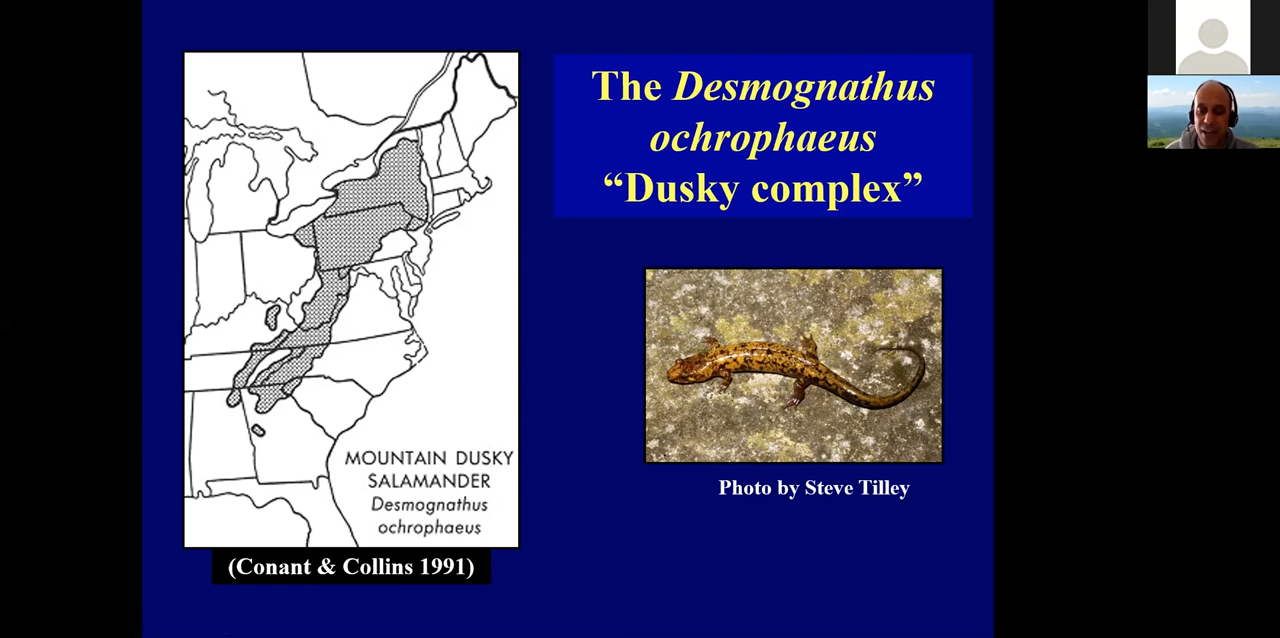 The Desmognathus
ochrophaeus
“Dusky complex”
MOUNTAIN DUSKY
SALAMANDER
Desmognathus
ochrophaeus
(Conant & Collins 1991)
Photo by Steve Tilley